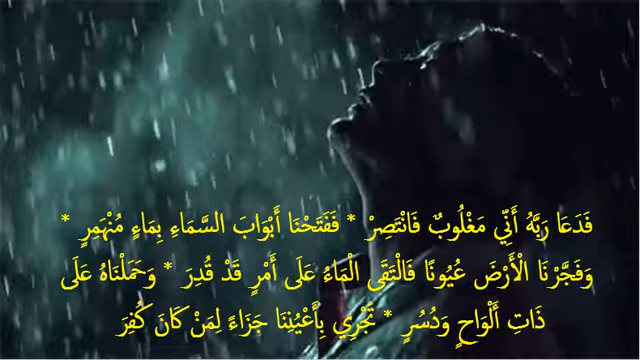 فَدَعَا رَبَّهُ أَنِّي مَغْلُوبٌ فَانْتَصِرْ * فَفَتَحْنَا أَبْوَابَ السَّمَاءِ بِمَاءٍ مُنْهَمِرٍ *
وَفَجَّرْنَا الْأَرْضَ عُيُونًا فَالْتَقَى الْمَاءُ عَلَى أَمْرٍ قَدْ قُدِرَ * وَحَمَلْنَاهُ عَلَى
ذَاتِ أَلْوَاحٍ وَدُسُرٍ * تَجْرِي بِأَعْيُنِنَا جَزَاءً لِمَنْ كَانَ كُفِرَ